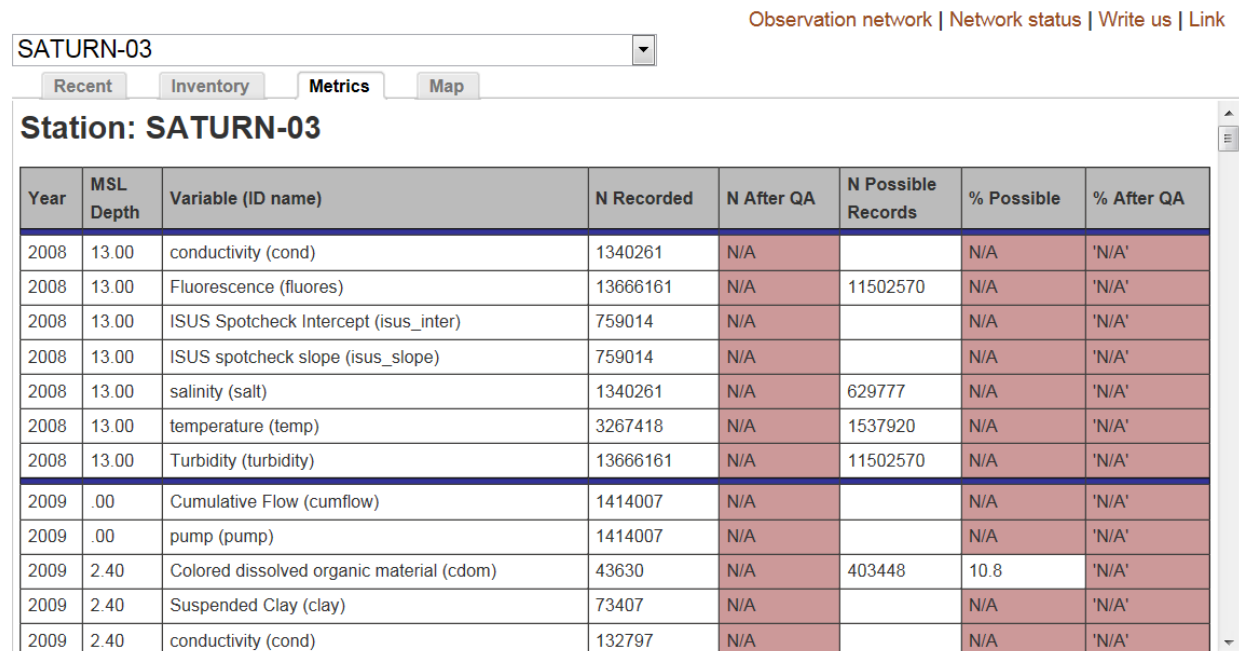 Observation network | Network status | Write us | Link
SATURN-03
Recent Inventory Metrics Map
Station: SATURN-03
Year MSL Depth Variable (ID name) N Recorded N After QA N Possible Records % Possible % After QA
2008 13.00 conductivity (cond) 1340261 N/A N/A 'N/A'
2008 13.00 Fluorescence (fluores) 13666161 N/A 11502570 N/A 'N/A'
2008 13.00 ISUS Spotcheck Intercept (isus_inter) 759014 N/A N/A 'N/A'
2008 13.00 ISUS spotcheck slope (isus_slope) 759014 N/A N/A 'N/A'
2008 13.00 salinity (salt) 1340261 N/A 629777 N/A 'N/A'
2008 13.00 temperature (temp) 3267418 N/A 1537920 N/A 'N/A'
2008 13.00 Turbidity (turbidity) 13666161 N/A 11502570 N/A 'N/A'
2009 .00 Cumulative Flow (cumflow) 1414007 N/A N/A 'N/A'
2009 .00 pump (pump) 1414007 N/A N/A 'N/A'
2009 2.40 Colored dissolved organic material (cdom) 43630 N/A 403448 10.8 'N/A'
2009 2.40 Suspended Clay (clay) 73407 N/A N/A 'N/A'
2009 2.40 conductivity (cond) 132797 N/A N/A 'N/A'